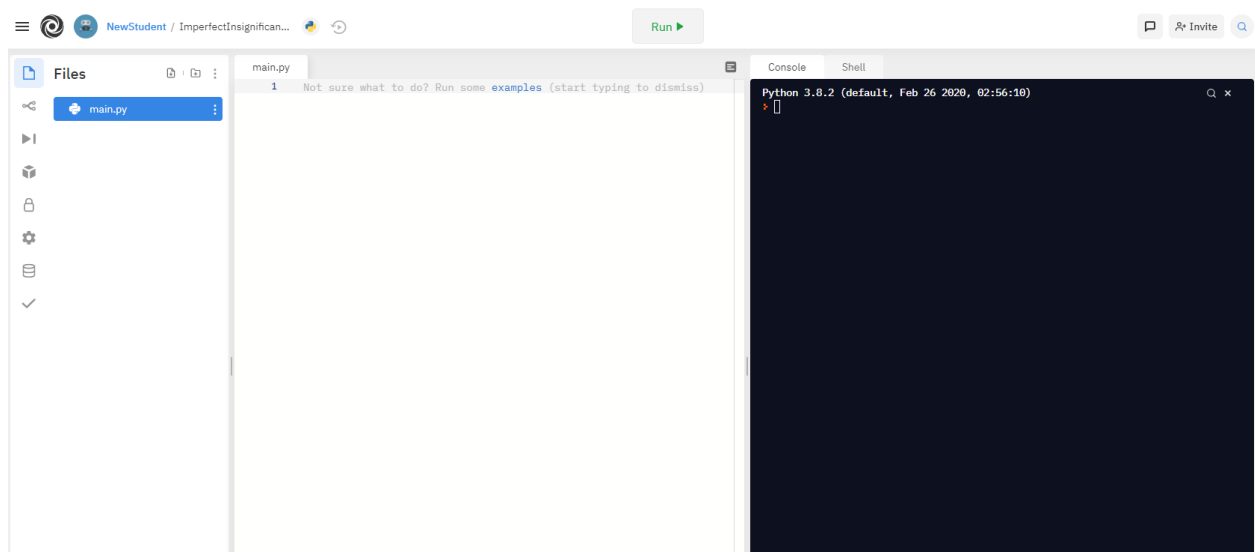 NewStudent / ImperfectInsignifican...
Run
Invite
Files
main.py
main.py
1 Not sure what to do? Run some examples (start typing to dismiss)
Console
Shell
Python 3.8.2 (default, Feb 26 2020, 02:56:10)